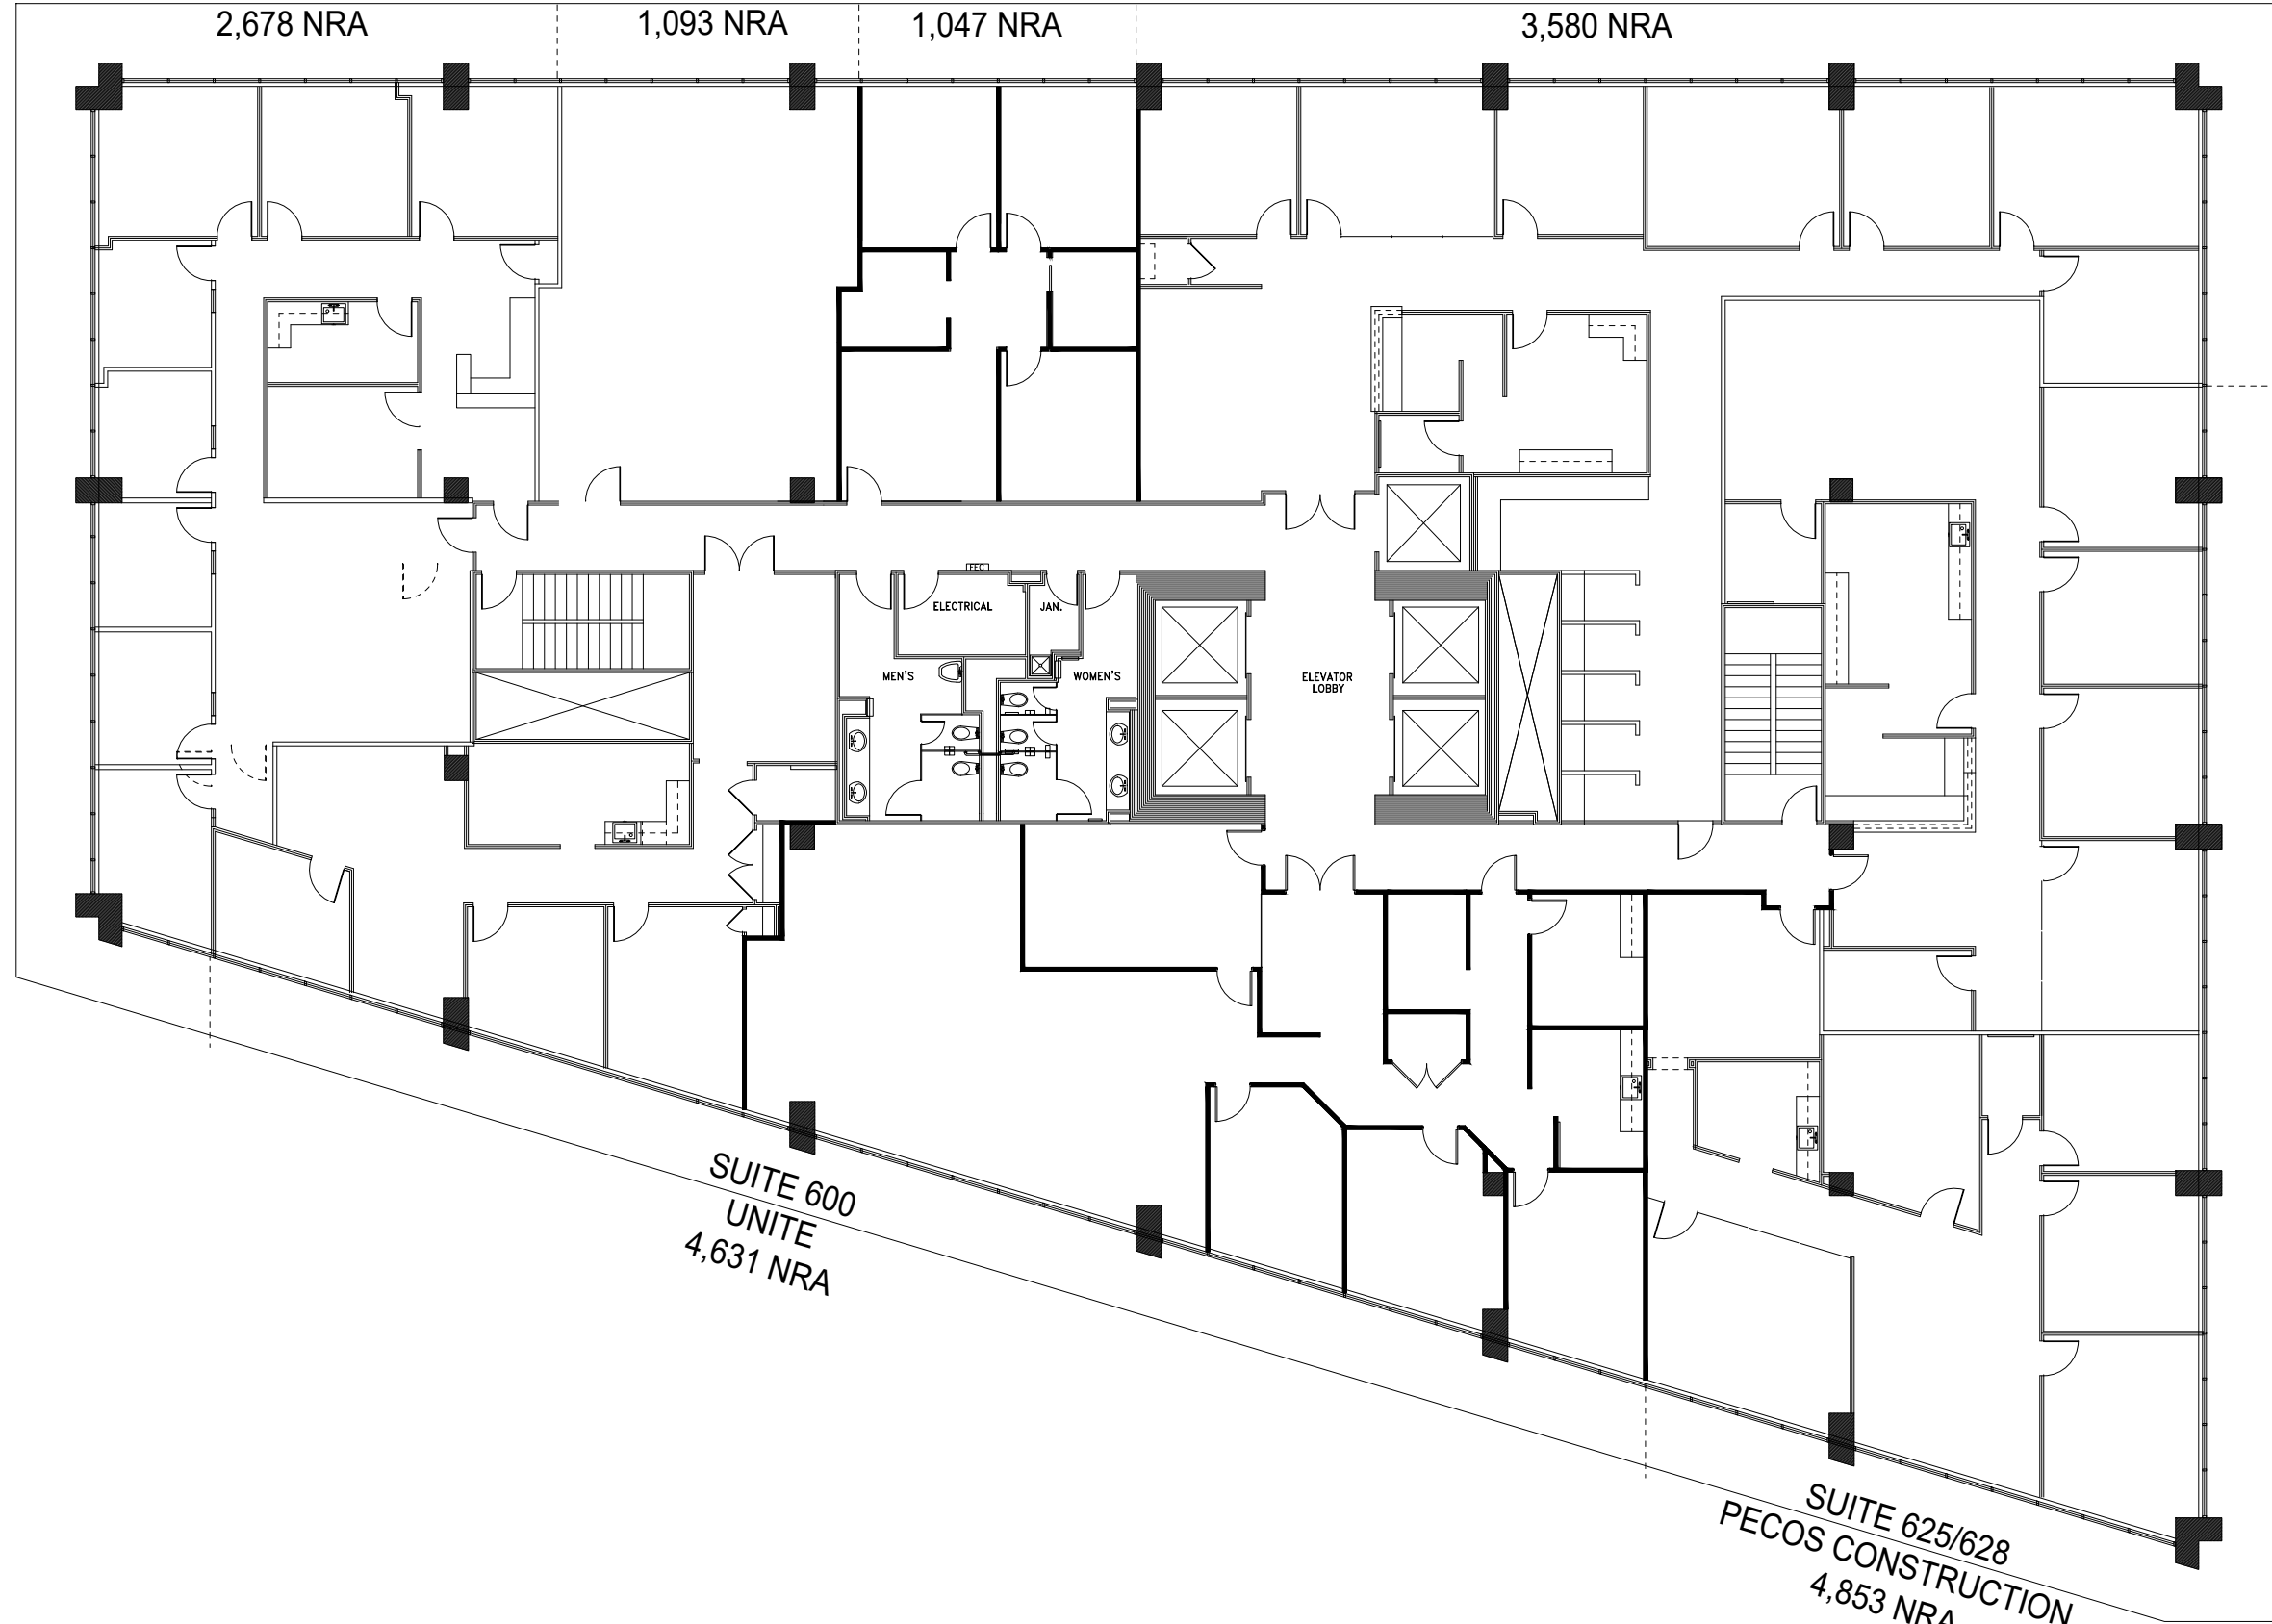 2,678 NRA
1,093 NRA
1,047 NRA
3,580 NRA
FEC
ELECTRICAL
JAN.
MEN'S
WOMEN'S
ELEVATOR
LOBBY
SUITE 600
UNITE
4,631 NRA
SUITE 625/628
PECOS CONSTRUCTION
4,853 NRA